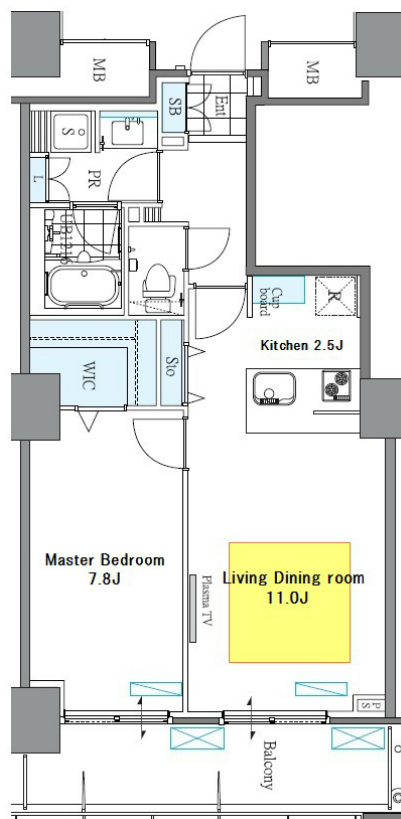 MB
MB
SB
Ent
S
PR
L
UB1216
Cup
board
R
Kitchen 2.5J
WIC
Sto
Master Bedroom
7.8J
Living Dining room
11.0J
Plasma TV
P
S
Balcony